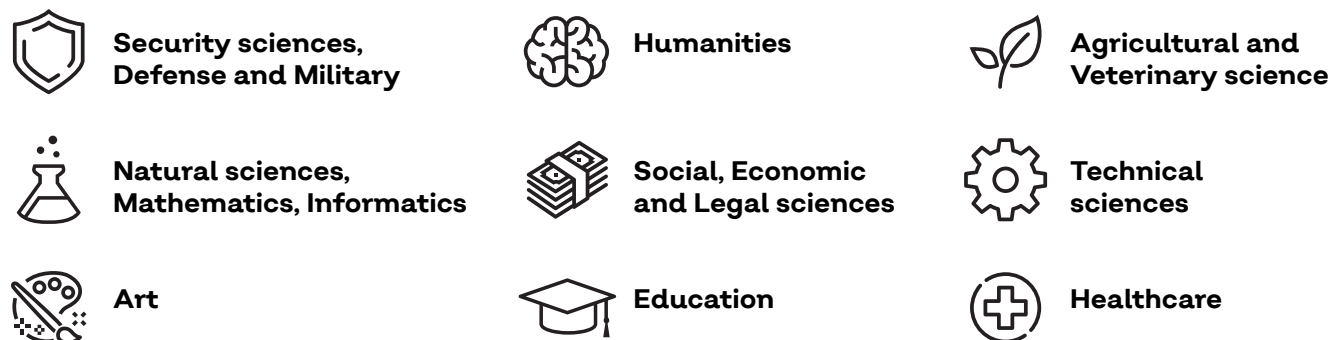 Security sciences,
Defense and Military
Humanities
Agricultural and
Veterinary science
Natural sciences,
Mathematics, Informatics
Social, Economic
and Legal sciences
Technical
sciences
Art
Education
Healthcare